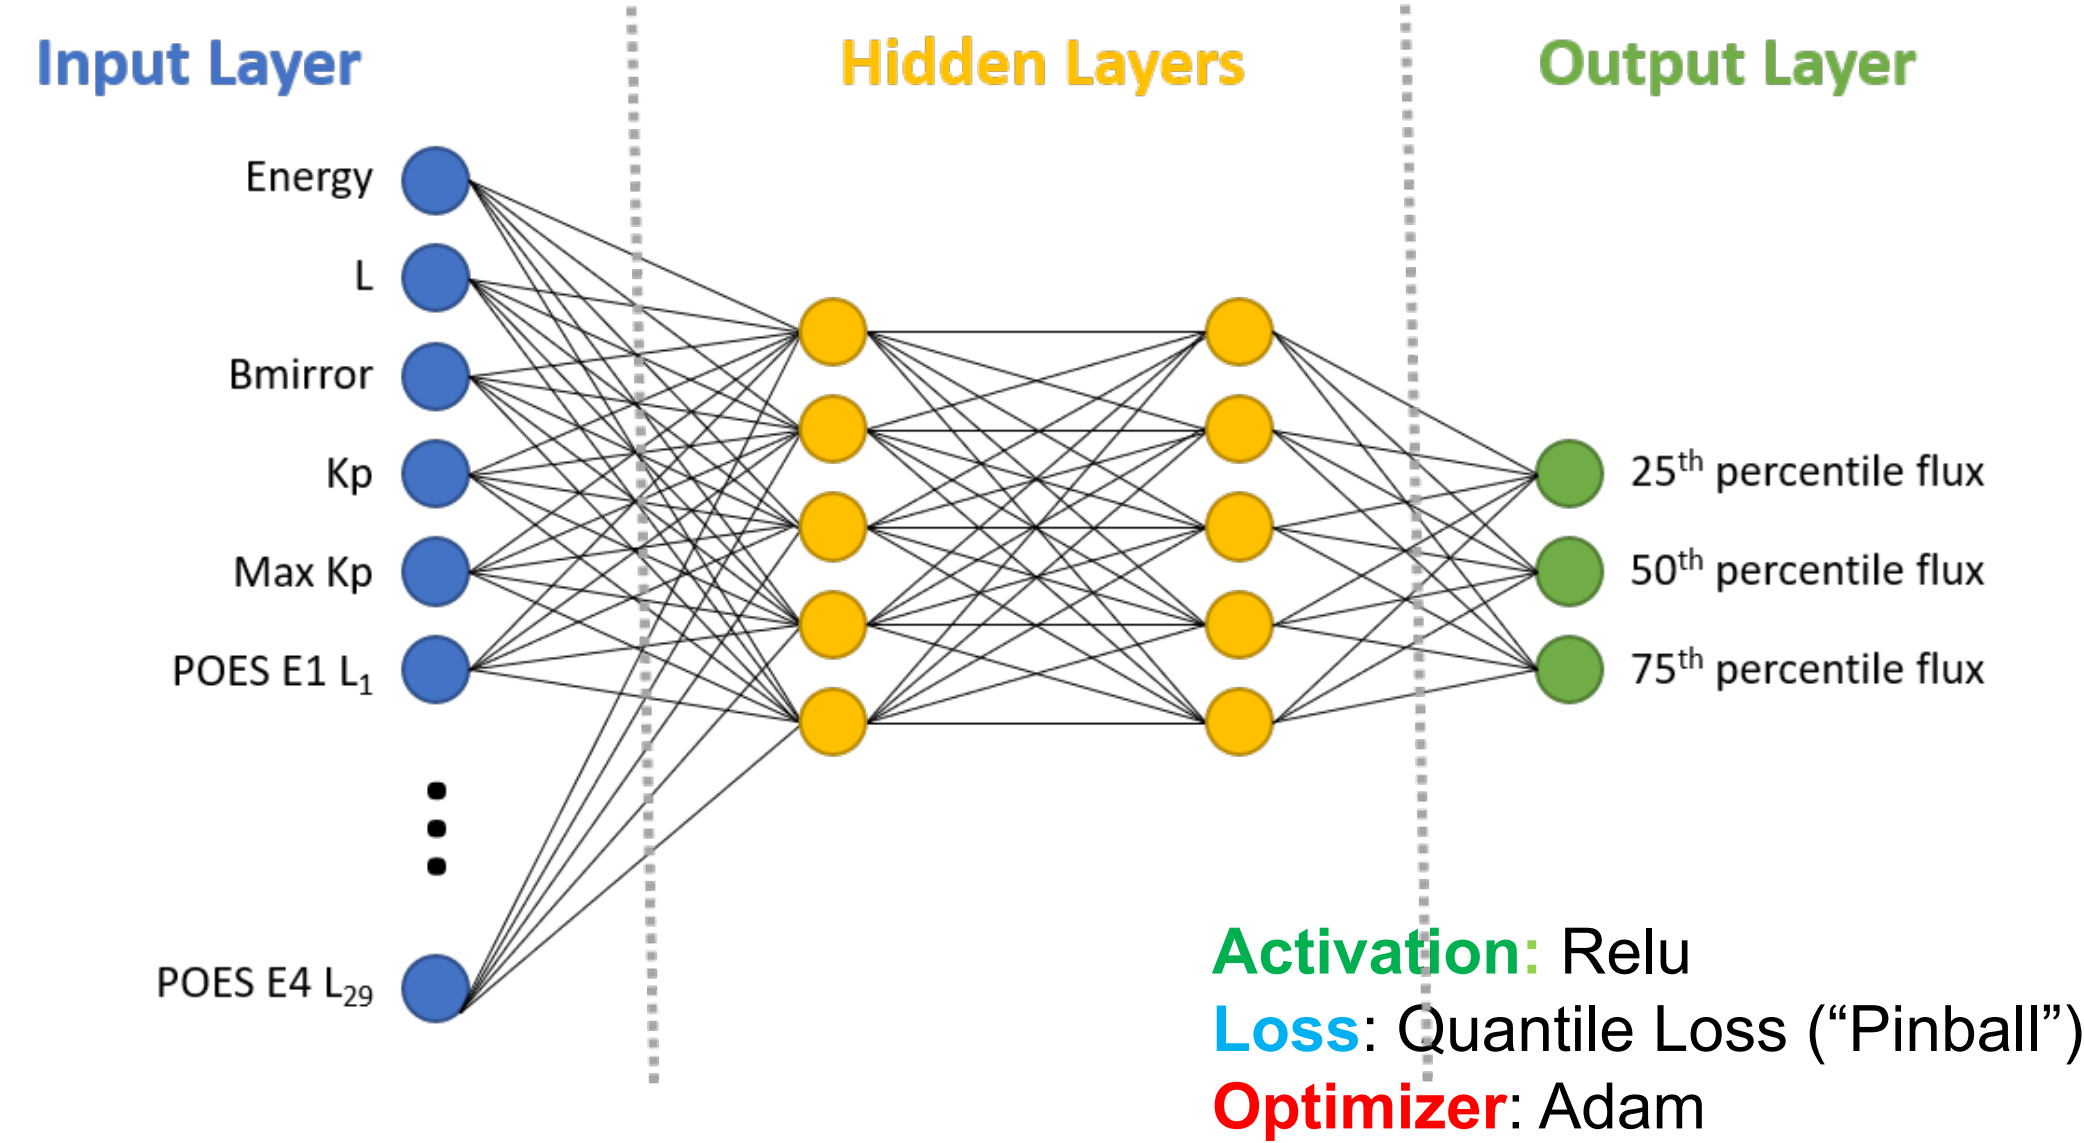 Input Layer
Hidden Layers
Output Layer
Energy
L
Bmirror
Kp
Max Kp
POES E1 L₁
POES E4 L₂₉
25ᵗʰ percentile flux
50ᵗʰ percentile flux
75ᵗʰ percentile flux
Activation: Relu
Loss: Quantile Loss (“Pinball”)
Optimizer: Adam